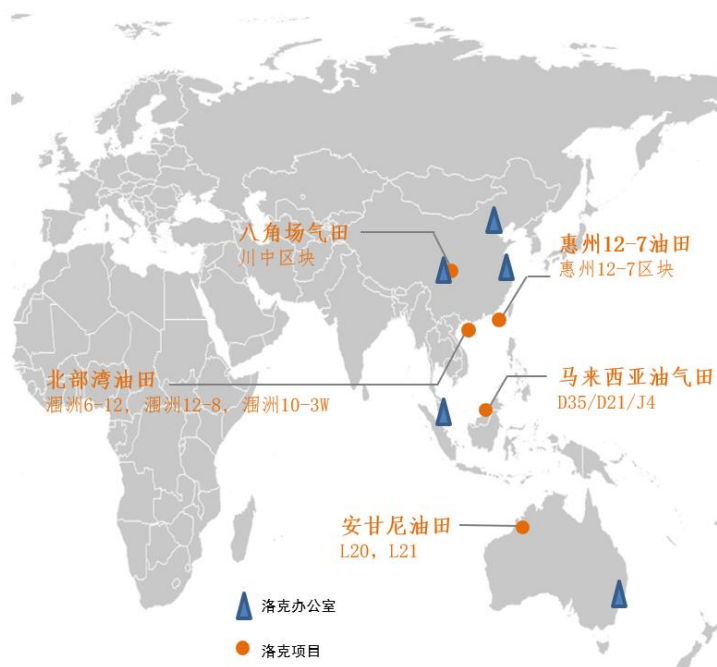 八角场气田
川中区块
惠州12-7油田
惠州12-7区块
北部湾油田
涠洲6-12, 涠洲12-8, 涠洲10-3W
马来西亚油气田
D35/D21/J4
安甘尼油田
L20, L21
洛克办公室
洛克项目